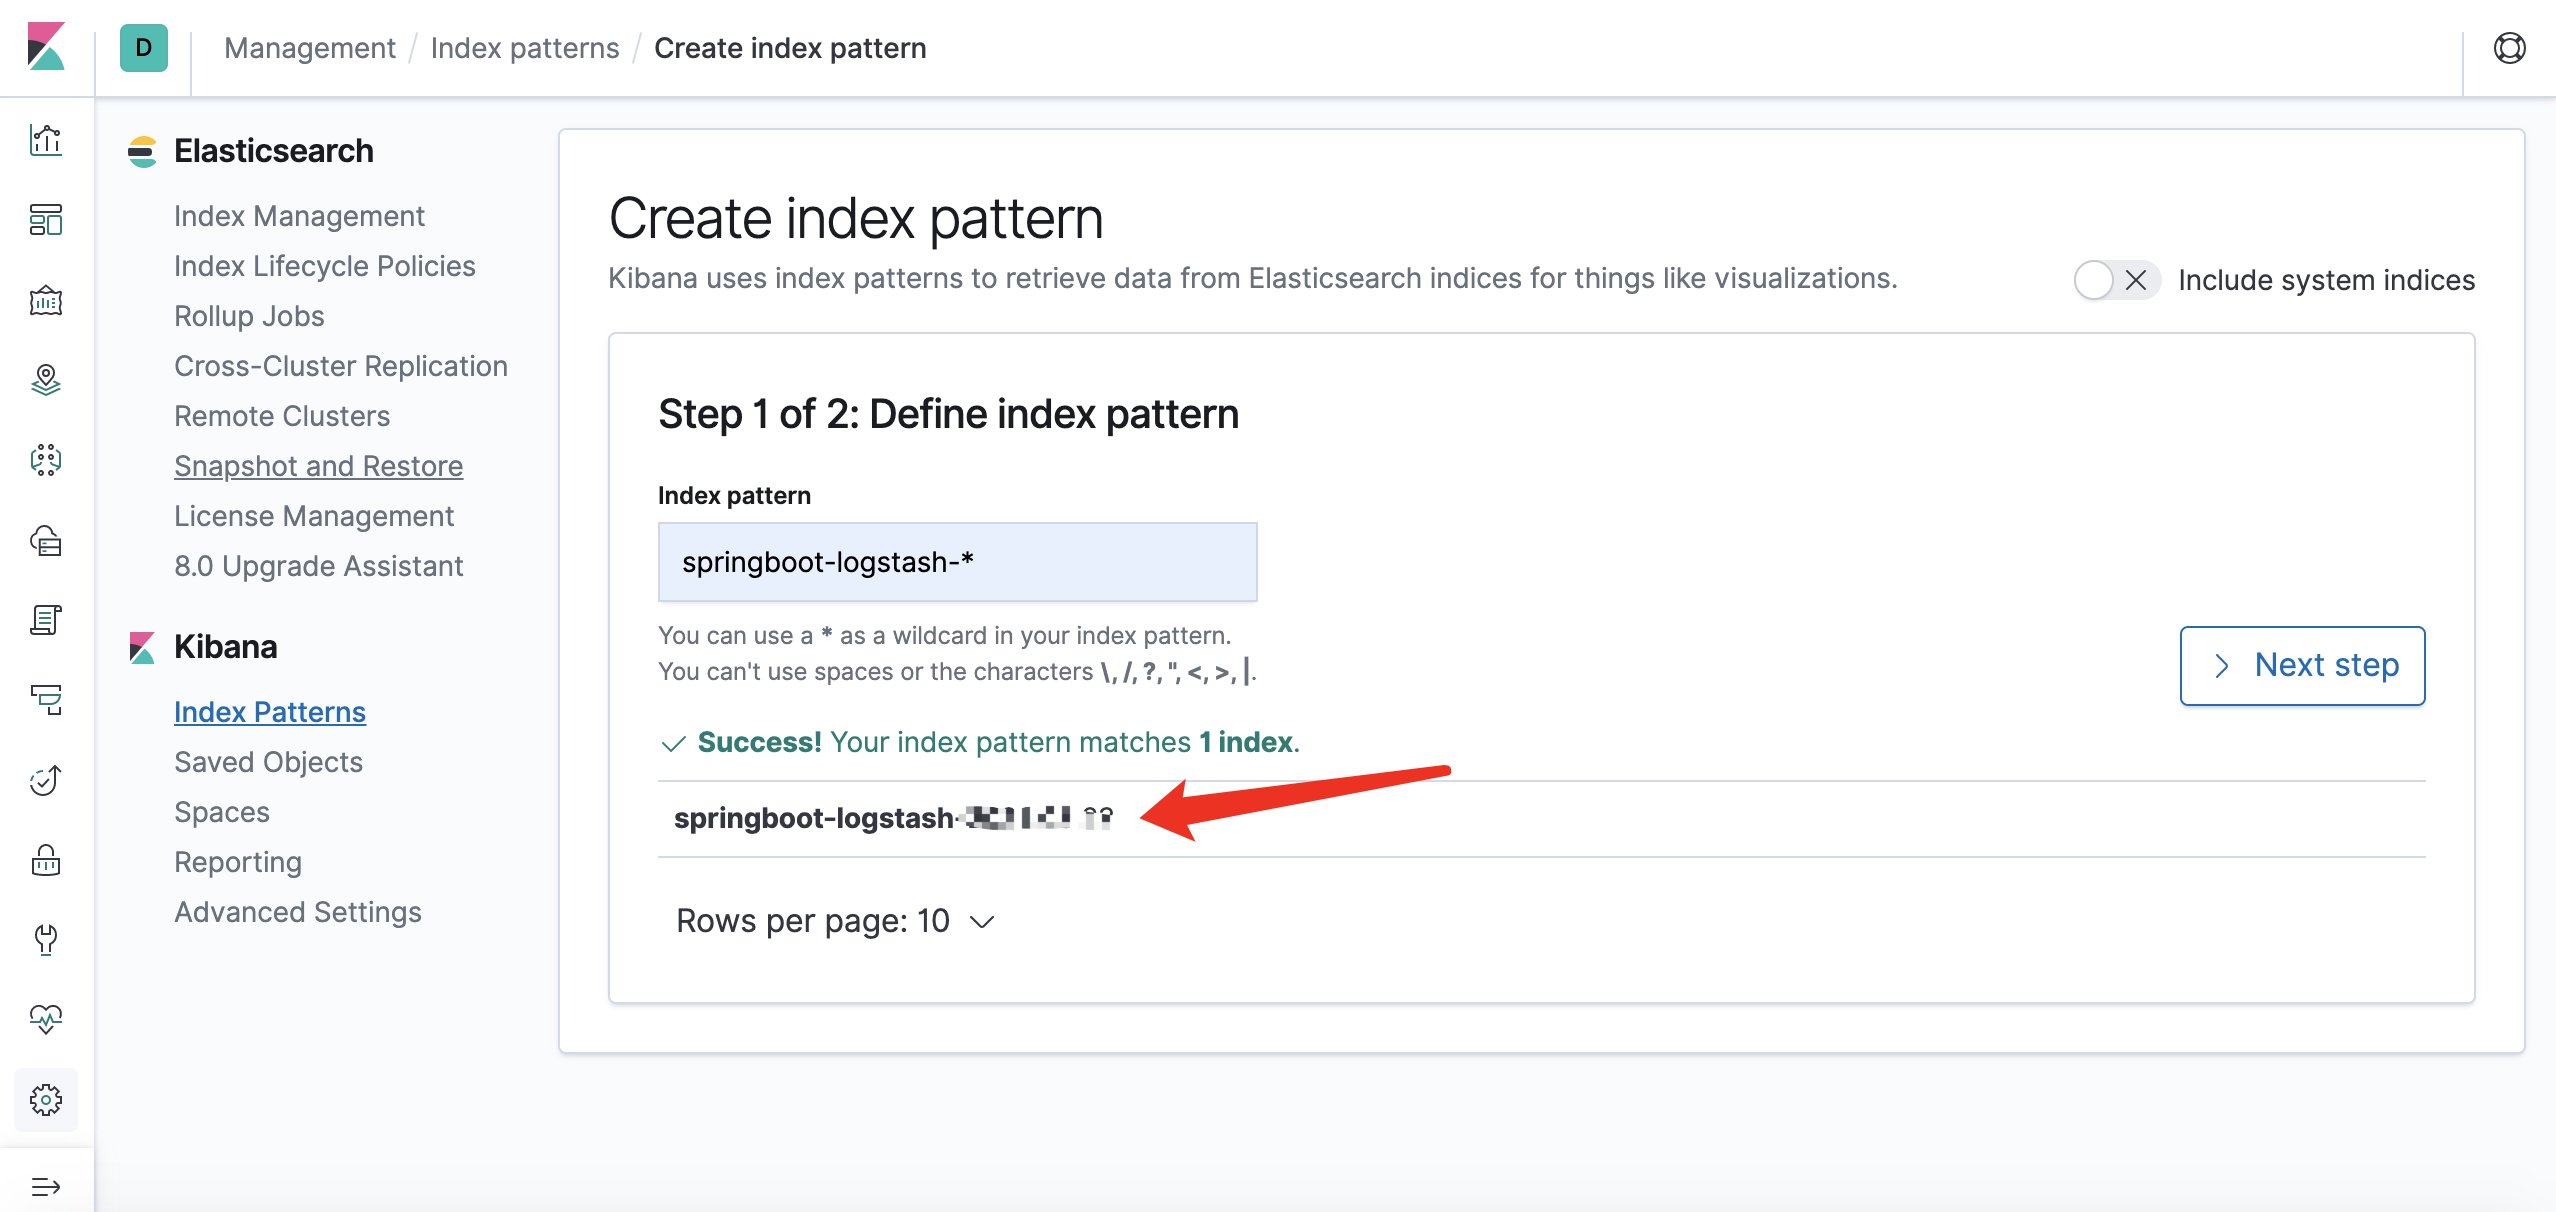 D
Management / Index patterns / Create index pattern
Elasticsearch
Index Management
Index Lifecycle Policies
Rollup Jobs
Cross-Cluster Replication
Remote Clusters
Snapshot and Restore
License Management
8.0 Upgrade Assistant
Kibana
Index Patterns
Saved Objects
Spaces
Reporting
Advanced Settings
Create index pattern
Kibana uses index patterns to retrieve data from Elasticsearch indices for things like visualizations.
Include system indices
Step 1 of 2: Define index pattern
Index pattern
springboot-logstash-*
You can use a * as a wildcard in your index pattern.
You can't use spaces or the characters \, /, ?, ", <, >, |.
Next step
Success! Your index pattern matches 1 index.
springboot-logstash-
Rows per page: 10